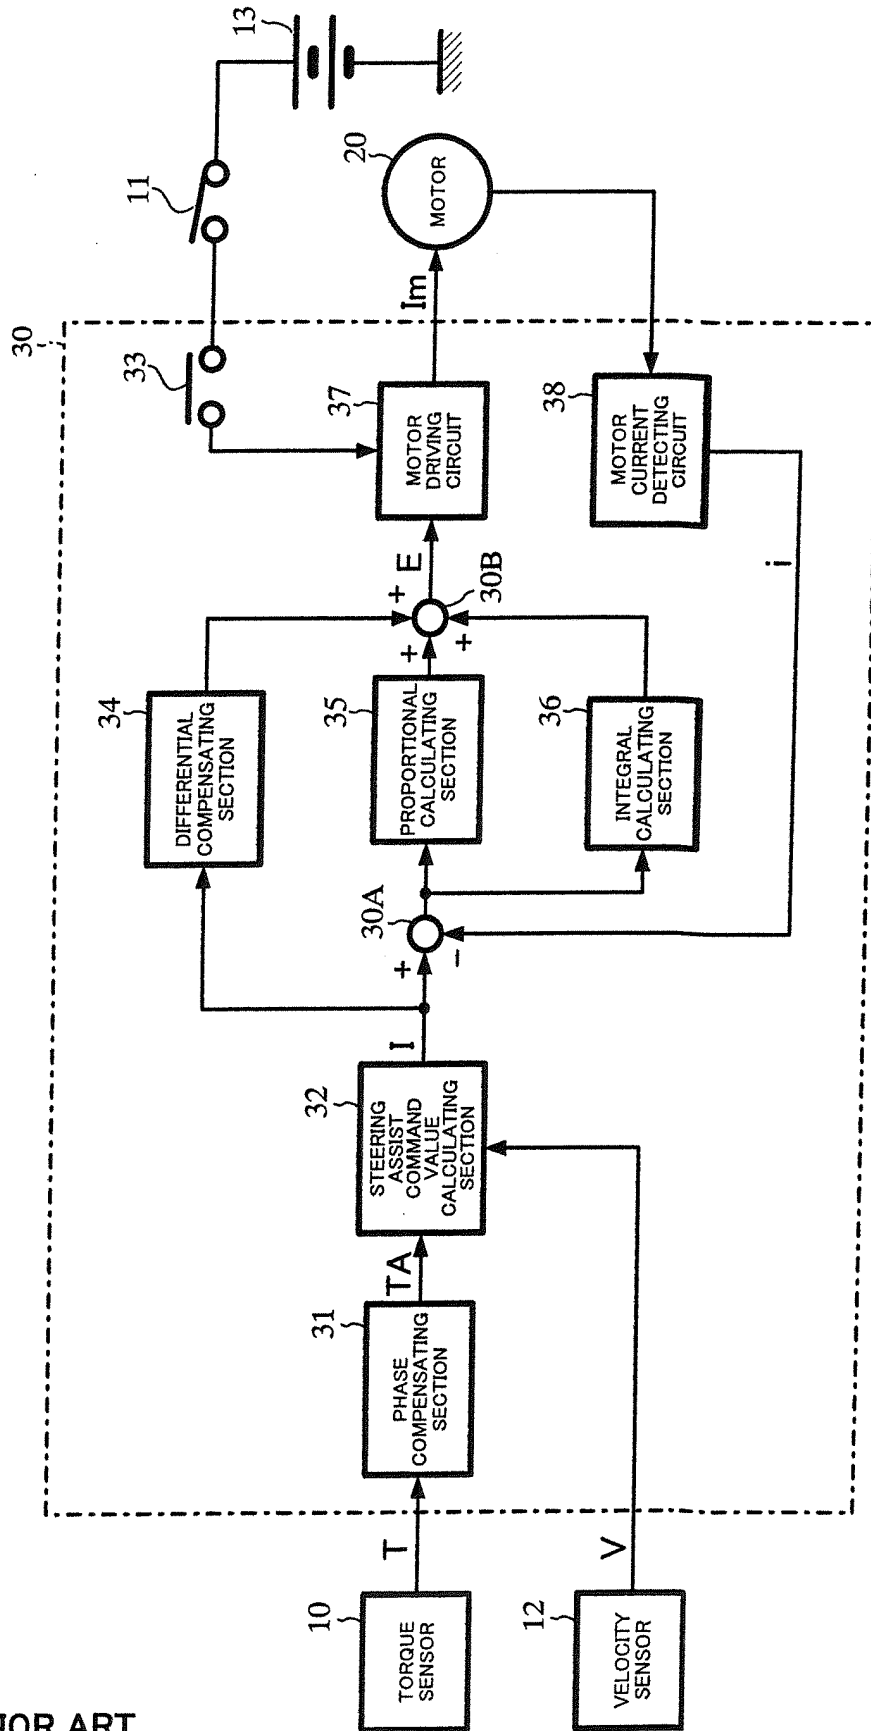 IOR ART
30
33
11
13
34
DIFFERENTIAL
COMPENSATING
SECTION
10
TORQUE
SENSOR
T
31
PHASE
COMPENSATING
SECTION
TA
32
STEERING
ASSIST
COMMAND
VALUE
CALCULATING
SECTION
I
+
-
30A
35
PROPORTIONAL
CALCULATING
SECTION
+
+
+
30B
E
37
MOTOR
DRIVING
CIRCUIT
Im
20
MOTOR
36
INTEGRAL
CALCULATING
SECTION
38
MOTOR
CURRENT
DETECTING
CIRCUIT
i
12
VELOCITY
SENSOR
V